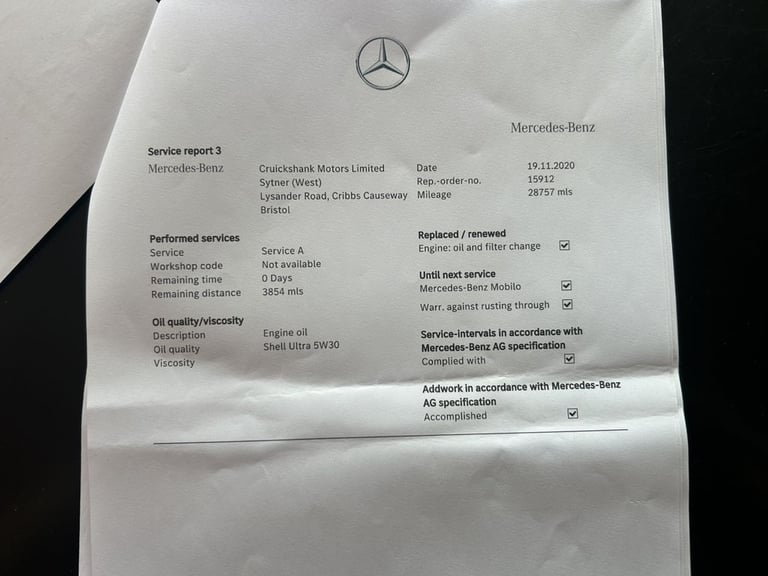 Mercedes-Benz
Service report 3
Mercedes-Benz
Cruickshank Motors Limited
Sytner (West)
Lysander Road, Cribbs Causeway
Bristol
Date 19.11.2020
Rep.-order-no. 15912
Mileage 28757 mls
Performed services
Service Service A
Workshop code Not available
Remaining time 0 Days
Remaining distance 3854 mls
Oil quality/viscosity
Description Engine oil
Oil quality Shell Ultra 5W30
Viscosity
Replaced / renewed
Engine: oil and filter change
Until next service
Mercedes-Benz Mobilo
Warr. against rusting through
Service-intervals in accordance with
Mercedes-Benz AG specification
Complied with
Addwork in accordance with Mercedes-Benz
AG specification
Accomplished